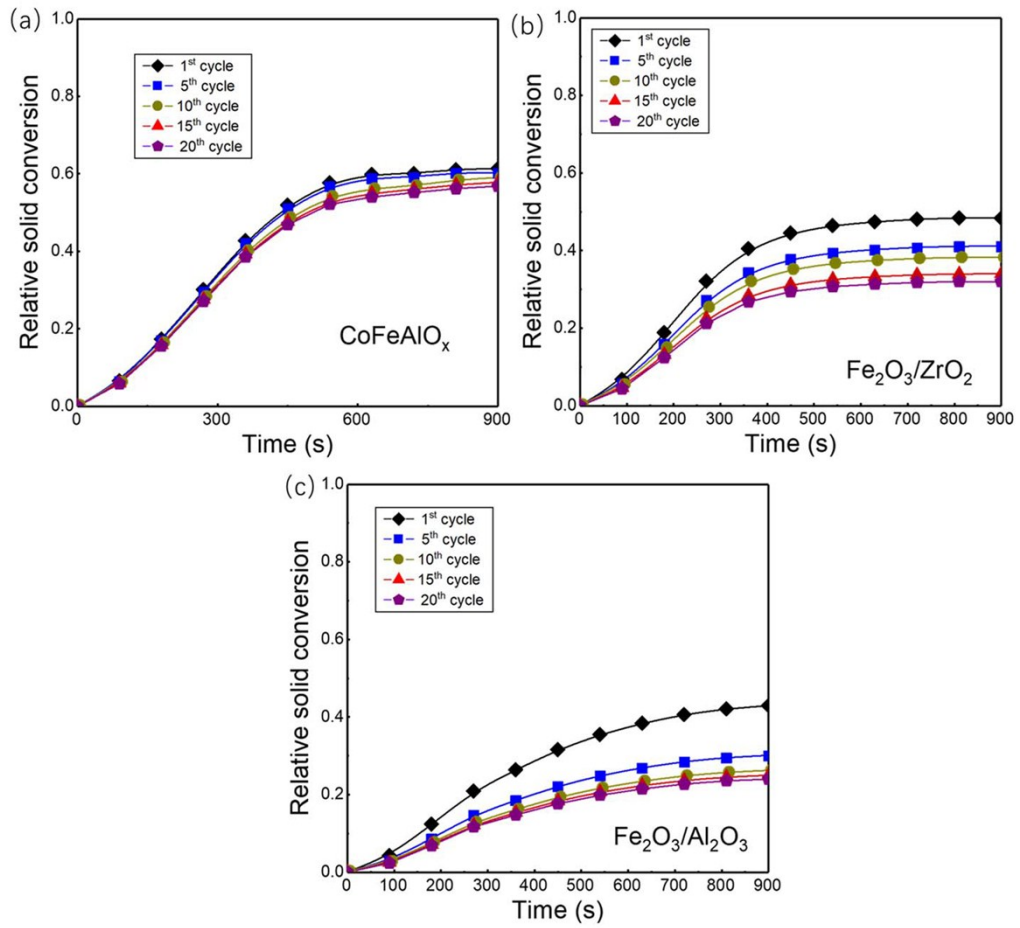 (a)
Relative solid conversion
1.0
0.8
0.6
0.4
0.2
0.0
1st cycle
5th cycle
10th cycle
15th cycle
20th cycle
CoFeAlOx
0
300
600
900
Time (s)
(b)
Relative solid conversion
1.0
0.8
0.6
0.4
0.2
0.0
1st cycle
5th cycle
10th cycle
15th cycle
20th cycle
Fe2O3/ZrO2
0 100 200 300 400 500 600 700 800 900
Time (s)
(c)
Relative solid conversion
1.0
0.8
0.6
0.4
0.2
0.0
1st cycle
5th cycle
10th cycle
15th cycle
20th cycle
Fe2O3/Al2O3
0 100 200 300 400 500 600 700 800 900
Time (s)